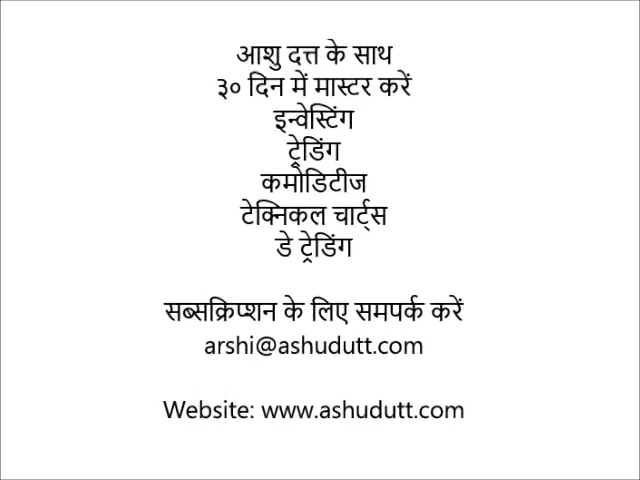 आशु दत्त के साथ
३० दिन में मास्टर करें
इन्वेस्टिंग
ट्रेडिंग
कमोडिटीज
टेक्निकल चार्ट्स
डे ट्रेडिंग
सब्सक्रिप्शन के लिए समपर्क करें
arshi@ashudutt.com
Website: www.ashudutt.com